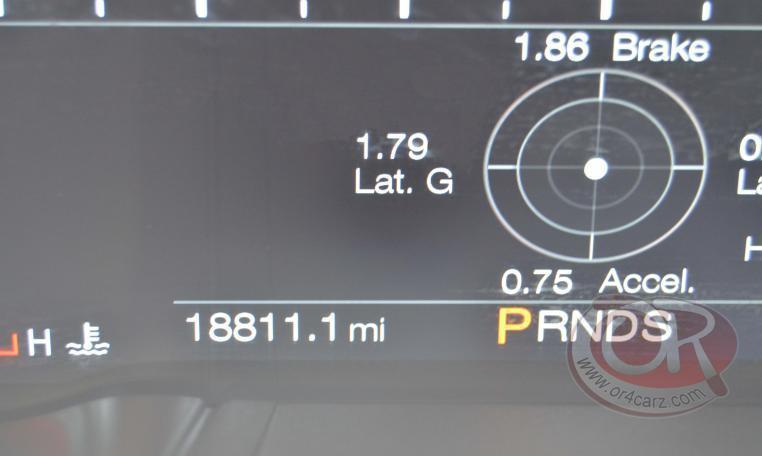 1.86 Brake
1.79
Lat. G
0.75 Accel.
18811.1 mi
PRNDS
H
OR
www.or4carz.com